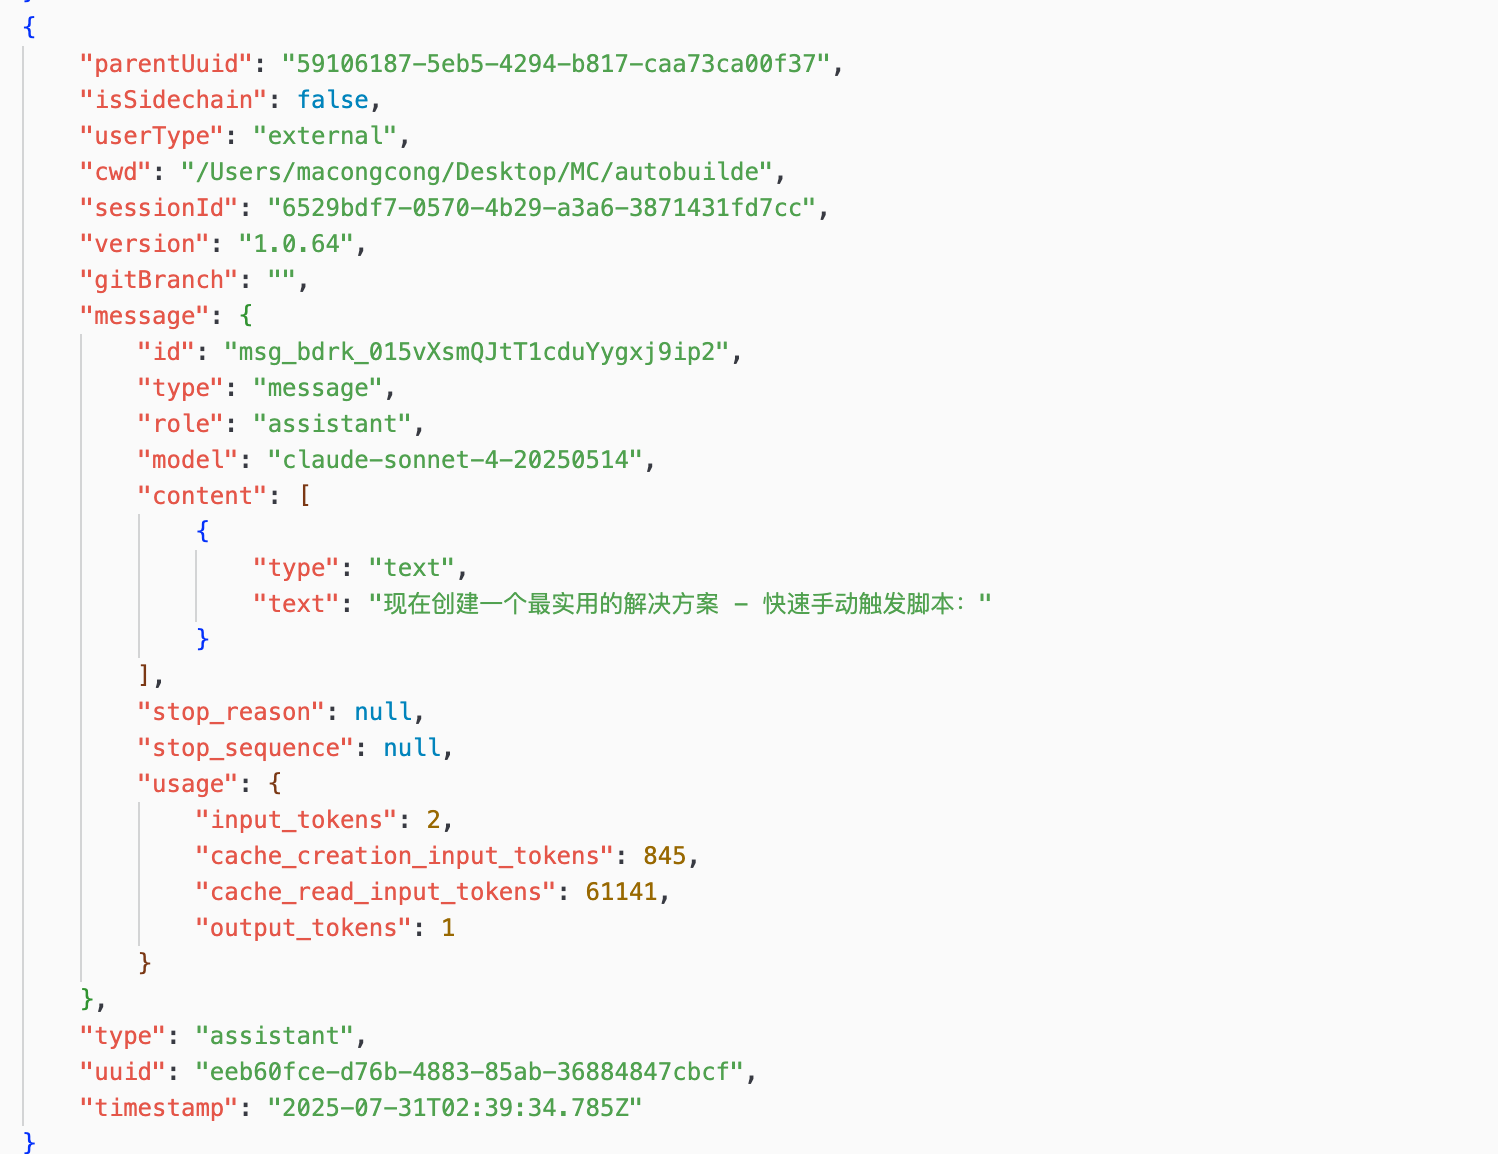 {
"parentUuid": "59106187-5eb5-4294-b817-caa73ca00f37",
"isSidechain": false,
"userType": "external",
"cwd": "/Users/macongcong/Desktop/MC/autobuilde",
"sessionId": "6529bdf7-0570-4b29-a3a6-3871431fd7cc",
"version": "1.0.64",
"gitBranch": "",
"message": {
"id": "msg_bdrk_015vXsmQJtT1cduYygxj9ip2",
"type": "message",
"role": "assistant",
"model": "claude-sonnet-4-20250514",
"content": [
{
"type": "text",
"text": "现在创建一个最实用的解决方案 - 快速手动触发脚本："
}
],
"stop_reason": null,
"stop_sequence": null,
"usage": {
"input_tokens": 2,
"cache_creation_input_tokens": 845,
"cache_read_input_tokens": 61141,
"output_tokens": 1
}
},
"type": "assistant",
"uuid": "eeb60fce-d76b-4883-85ab-36884847cbcf",
"timestamp": "2025-07-31T02:39:34.785Z"
}